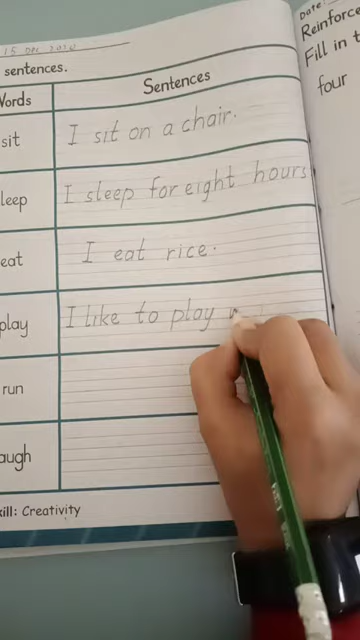 sentences.
Words Sentences
sit I sit on a chair.
leep I sleep for eight hours
eat I eat rice.
play I like to play
run
augh
kill: Creativity
Date:
Reinforce
Fill in t
four